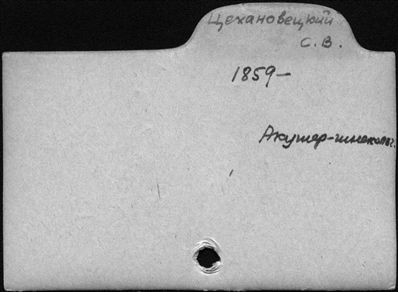 Цехановецкий
С.В.
1859—
Акушер-гинеколог.